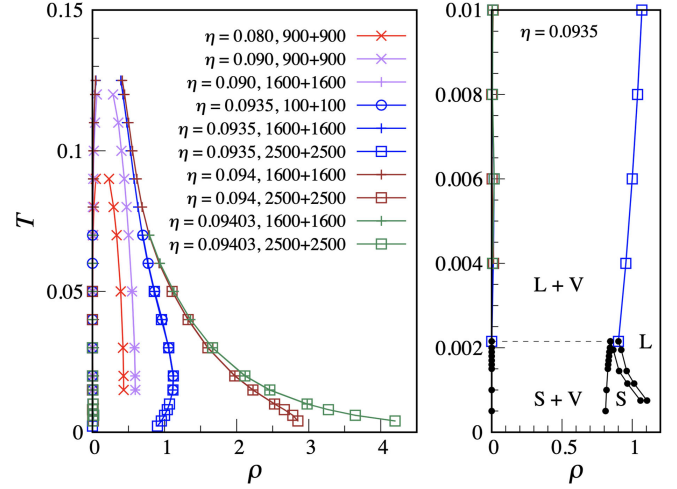 0.15
0.1
0.05
0
T
0 1 2 3 4
ρ
η = 0.080, 900+900
η = 0.090, 900+900
η = 0.090, 1600+1600
η = 0.0935, 100+100
η = 0.0935, 1600+1600
η = 0.0935, 2500+2500
η = 0.094, 1600+1600
η = 0.094, 2500+2500
η = 0.09403, 1600+1600
η = 0.09403, 2500+2500
0.01
0.008
0.006
0.004
0.002
0
η = 0.0935
L + V
L
S + V
S
0 0.5 1
ρ